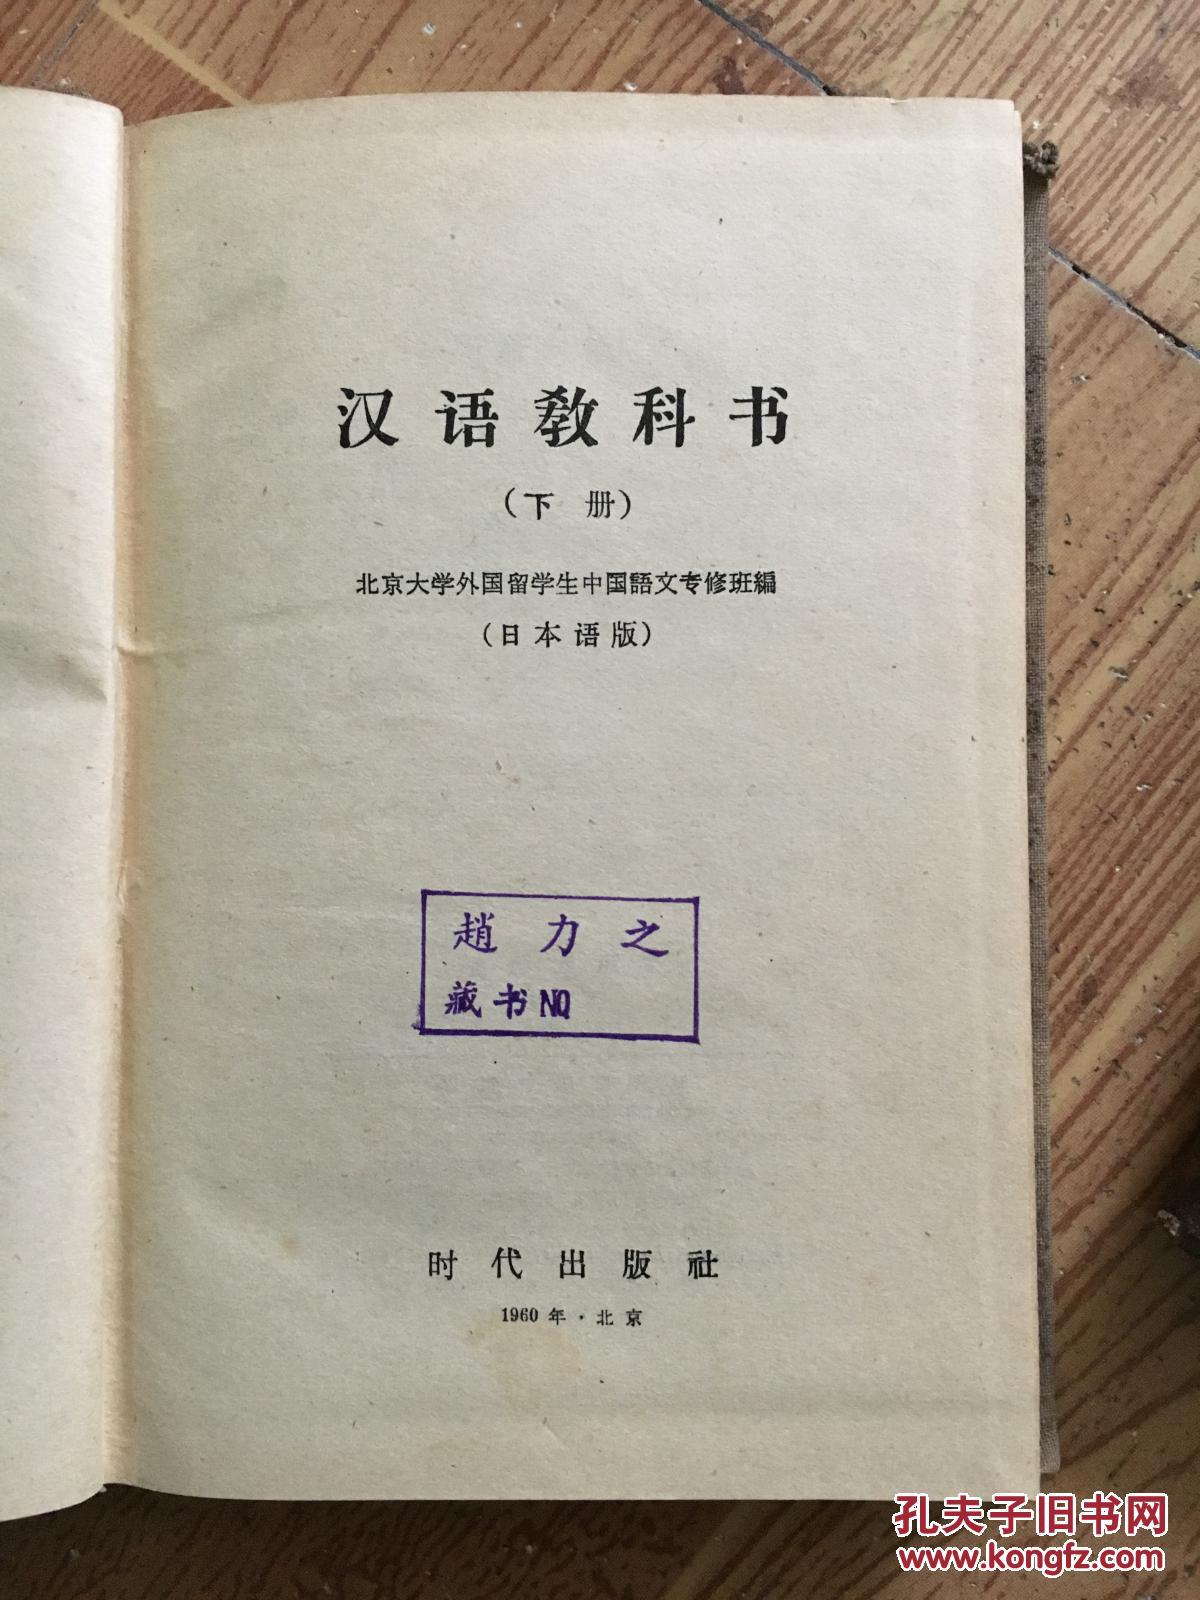 汉语教科书
（下 册）
北京大学外国留学生中国語文专修班編
（日本语版）
趙力之
藏书NO
时代出版社
1960年·北京
孔夫子旧书网
www.kongfz.com